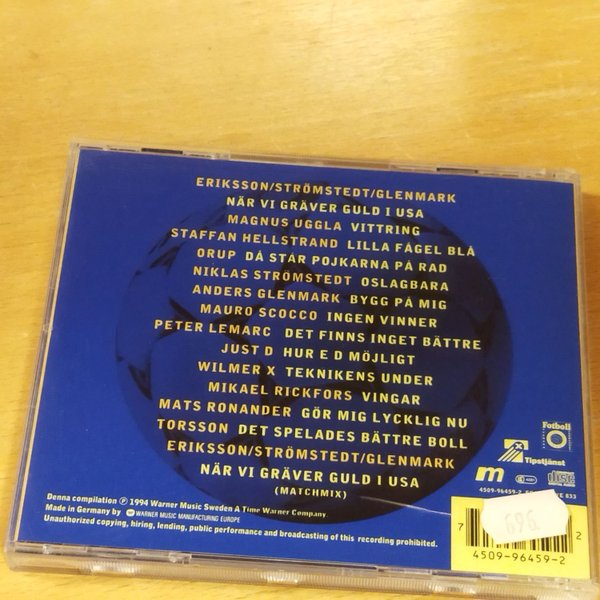 ERIKSSON/STRÖMSTEDT/GLENMARK
NÄR VI GRÄVER GULD I USA
MAGNUS UGGLA VITTRING
STAFFAN HELLSTRAND LILLA FÅGEL BLÅ
ORUP DÅ STÅR POJKARNA PÅ RAD
NIKLAS STRÖMSTEDT OSLAGBARA
ANDERS GLENMARK BYGG PÅ MIG
MAURO SCOCCO INGEN VINNER
PETER LEMARC DET FINNS INGET BÄTTRE
JUST D HUR E D MÖJLIGT
WILMER X TEKNIKENS UNDER
MIKAEL RICKFORS VINGAR
MATS RONANDER GÖR MIG LYCKLIG NU
TORSSON DET SPELADES BÄTTRE BOLL
ERIKSSON/STRÖMSTEDT/GLENMARK
NÄR VI GRÄVER GULD I USA
(MATCHMIX)
Fotboll
Tipstjänst
m
disc
4509-96459-2
833
Denna compilation ℗ 1994 Warner Music Sweden A Time Warner Company
Made in Germany by WARNER MUSIC MANUFACTURING EUROPE
Unauthorized copying, hiring, lending, public performance and broadcasting of this recording prohibited.
7
2
4509-96459-2